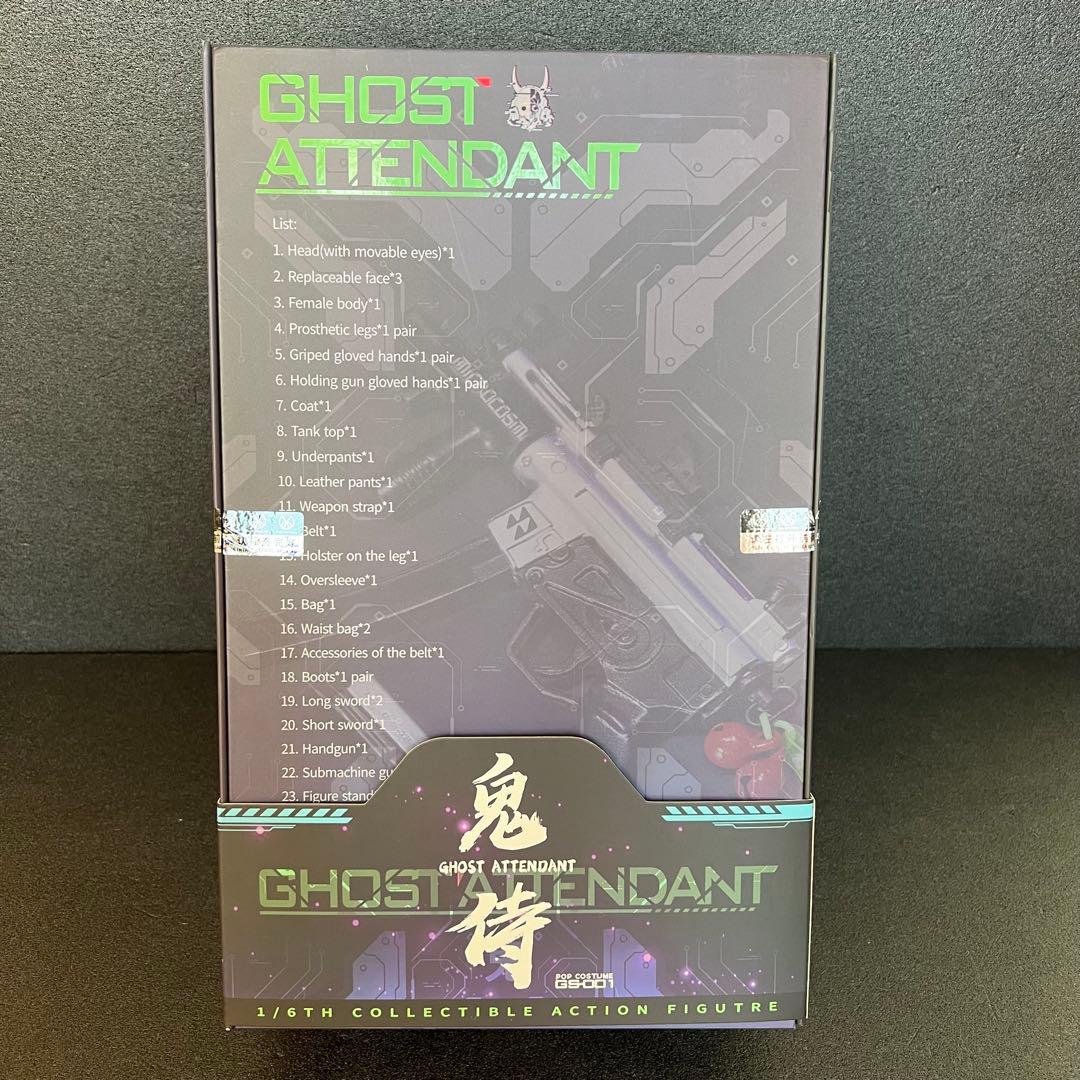 GHOST
ATTENDANT
List:
1. Head(with movable eyes)*1
2. Replaceable face*3
3. Female body*1
4. Prosthetic legs*1 pair
5. Griped gloved hands*1 pair
6. Holding gun gloved hands*1 pair
7. Coat*1
8. Tank top*1
9. Underpants*1
10. Leather pants*1
11. Weapon strap*1
Belt*1
13. Holster on the leg*1
14. Oversleeve*1
15. Bag*1
16. Waist bag*2
17. Accessories of the belt*1
18. Boots*1 pair
19. Long sword*2
20. Short sword*1
21. Handgun*1
22. Submachine gu
23. Figure stand
MICROCOSM
鬼
GHOST ATTENDANT
GHOST ATTENDANT
侍
POP COSTUME
GS-001
1/6TH COLLECTIBLE ACTION FIGUTRE